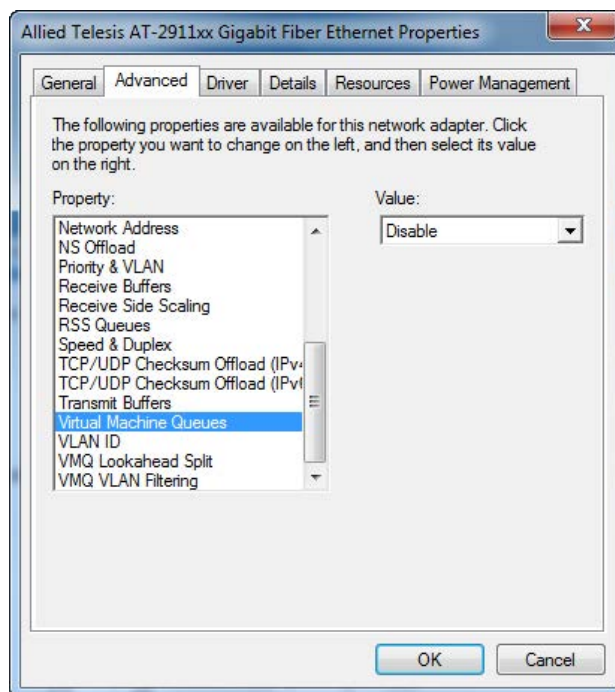 Allied Telesis AT-2911xx Gigabit Fiber Ethernet Properties
General Advanced Driver Details Resources Power Management
The following properties are available for this network adapter. Click
the property you want to change on the left, and then select its value
on the right.
Property:
Value:
Network Address
NS Offload
Priority & VLAN
Receive Buffers
Receive Side Scaling
RSS Queues
Speed & Duplex
TCP/UDP Checksum Offload (IPv
TCP/UDP Checksum Offload (IPv
Transmit Buffers
Virtual Machine Queues
VLAN ID
VMQ Lookahead Split
VMQ VLAN Filtering
Disable
OK Cancel